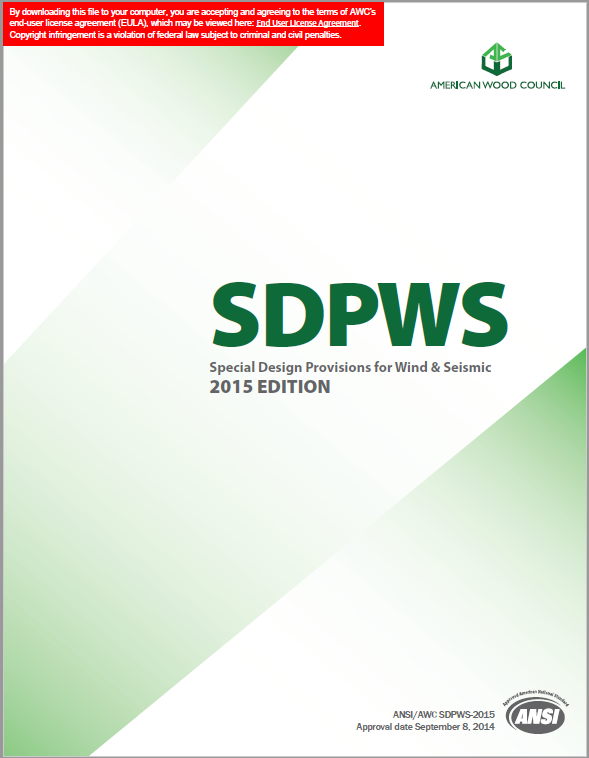 By downloading this file to your computer, you are accepting and agreeing to the terms of AWC's
end-user license agreement (EULA), which may be viewed here: End User License Agreement.
Copyright infringement is a violation of federal law subject to criminal and civil penalties.
AMERICAN WOOD COUNCIL
SDPWS
Special Design Provisions for Wind & Seismic
2015 EDITION
ANSI/AWC SDPWS-2015
Approval date September 8, 2014
Approved American National Standard
ANSI